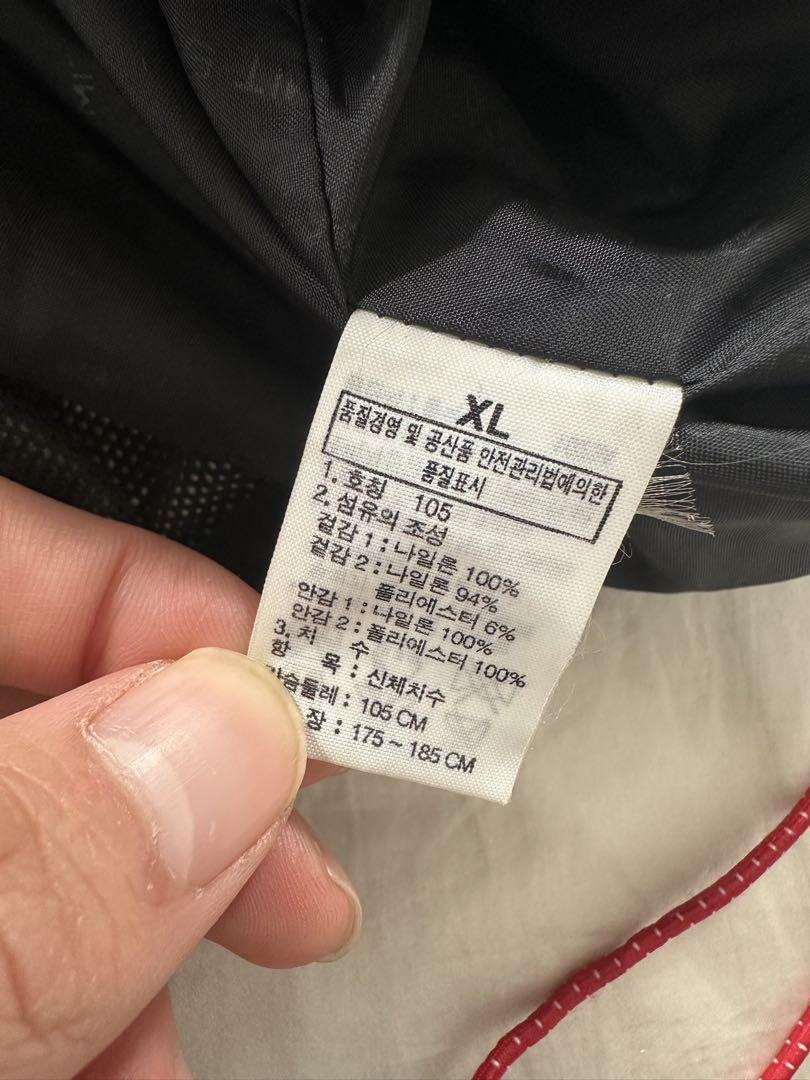 XL
품질경영 및 공산품 안전관리법에의한
품질표시
1. 호칭 105
2. 섬유의 조성
겉감 1 : 나일론 100%
겉감 2 : 나일론 94%
폴리에스터 6%
안감 1 : 나일론 100%
안감 2 : 폴리에스터 100%
3. 치 수
항 목 : 신체치수
가슴둘레 : 105 CM
장 : 175 ~ 185 CM